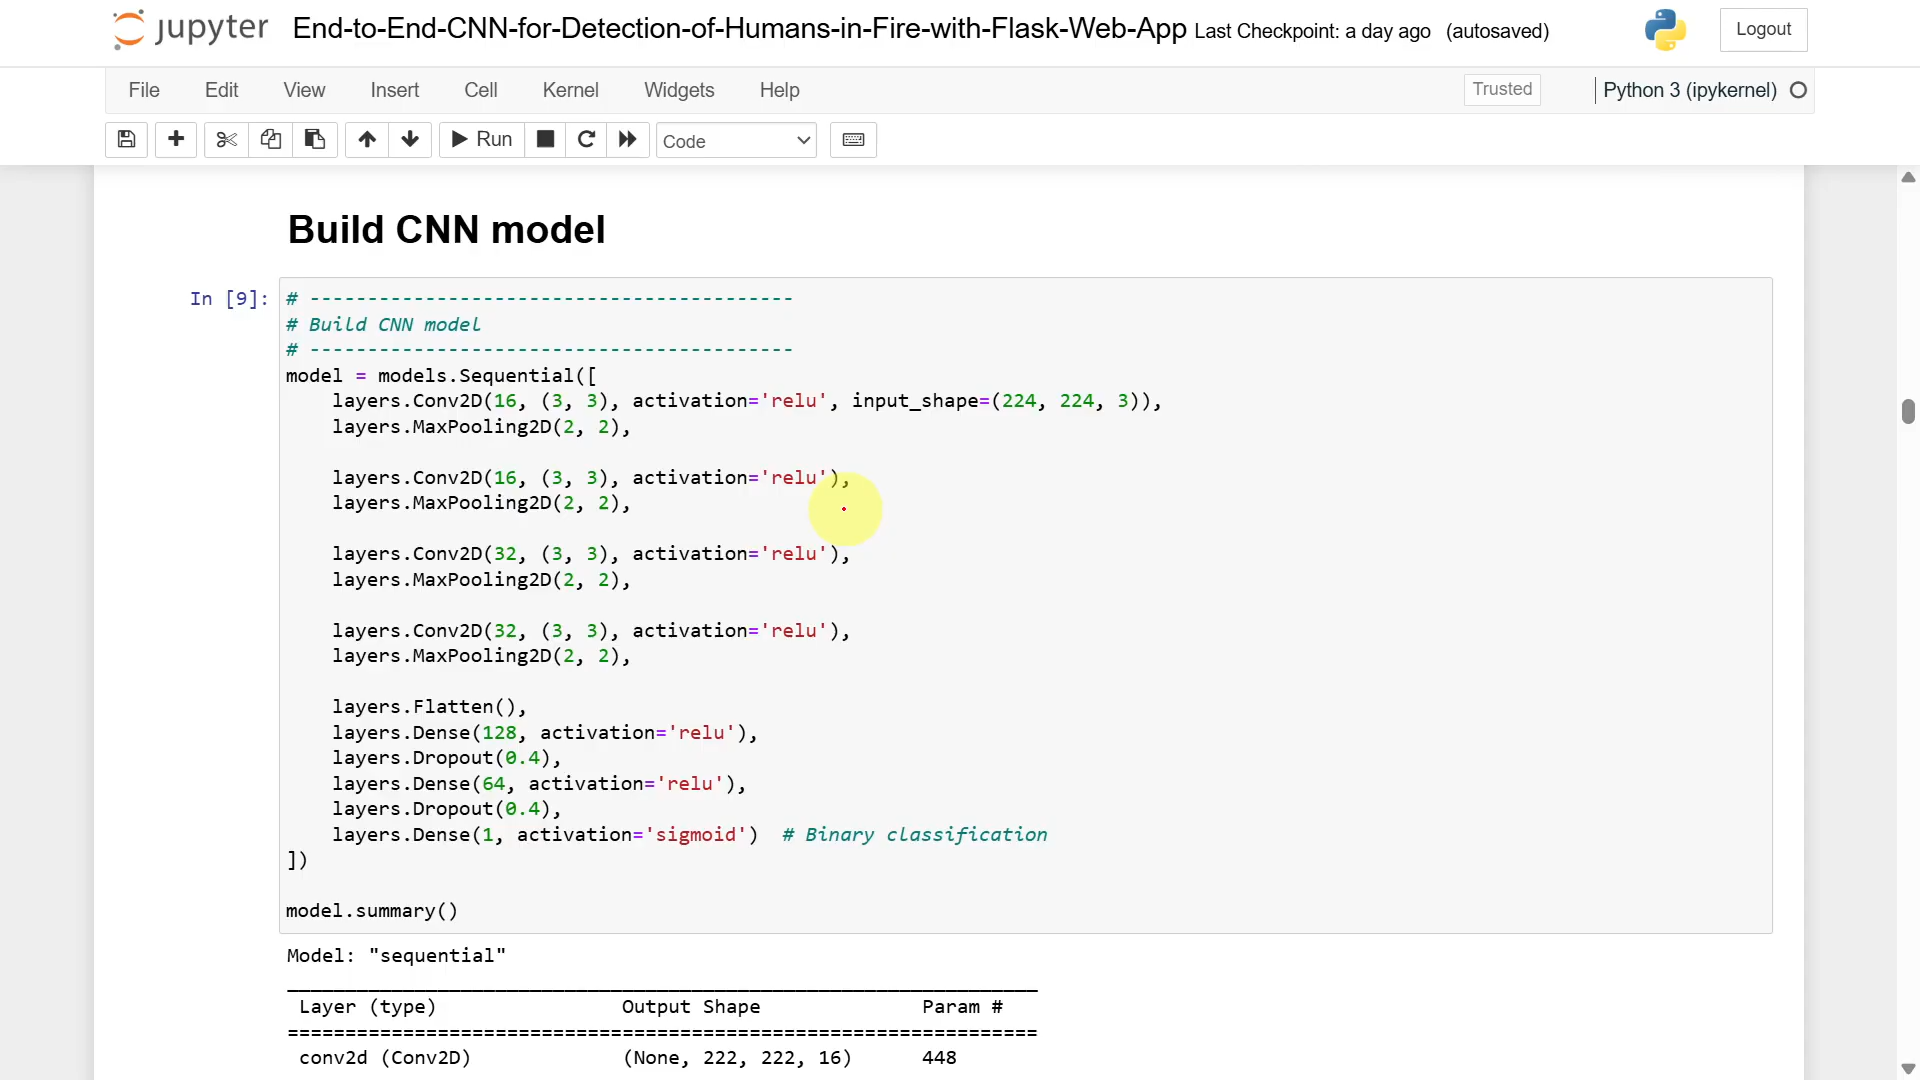 jupyter End-to-End-CNN-for-Detection-of-Humans-in-Fire-with-Flask-Web-App Last Checkpoint: a day ago (autosaved) Logout
File Edit View Insert Cell Kernel Widgets Help Trusted Python 3 (ipykernel)
Run Code
Build CNN model
In [9]: # ------------------------------------------
# Build CNN model
# ------------------------------------------
model = models.Sequential([
    layers.Conv2D(16, (3, 3), activation='relu', input_shape=(224, 224, 3)),
    layers.MaxPooling2D(2, 2),
    layers.Conv2D(16, (3, 3), activation='relu'),
    layers.MaxPooling2D(2, 2),
    layers.Conv2D(32, (3, 3), activation='relu'),
    layers.MaxPooling2D(2, 2),
    layers.Conv2D(32, (3, 3), activation='relu'),
    layers.MaxPooling2D(2, 2),
    layers.Flatten(),
    layers.Dense(128, activation='relu'),
    layers.Dropout(0.4),
    layers.Dense(64, activation='relu'),
    layers.Dropout(0.4),
    layers.Dense(1, activation='sigmoid')  # Binary classification
])
model.summary()
Model: "sequential"
_________________________________________________________________
Layer (type) Output Shape Param #
=================================================================
conv2d (Conv2D) (None, 222, 222, 16) 448